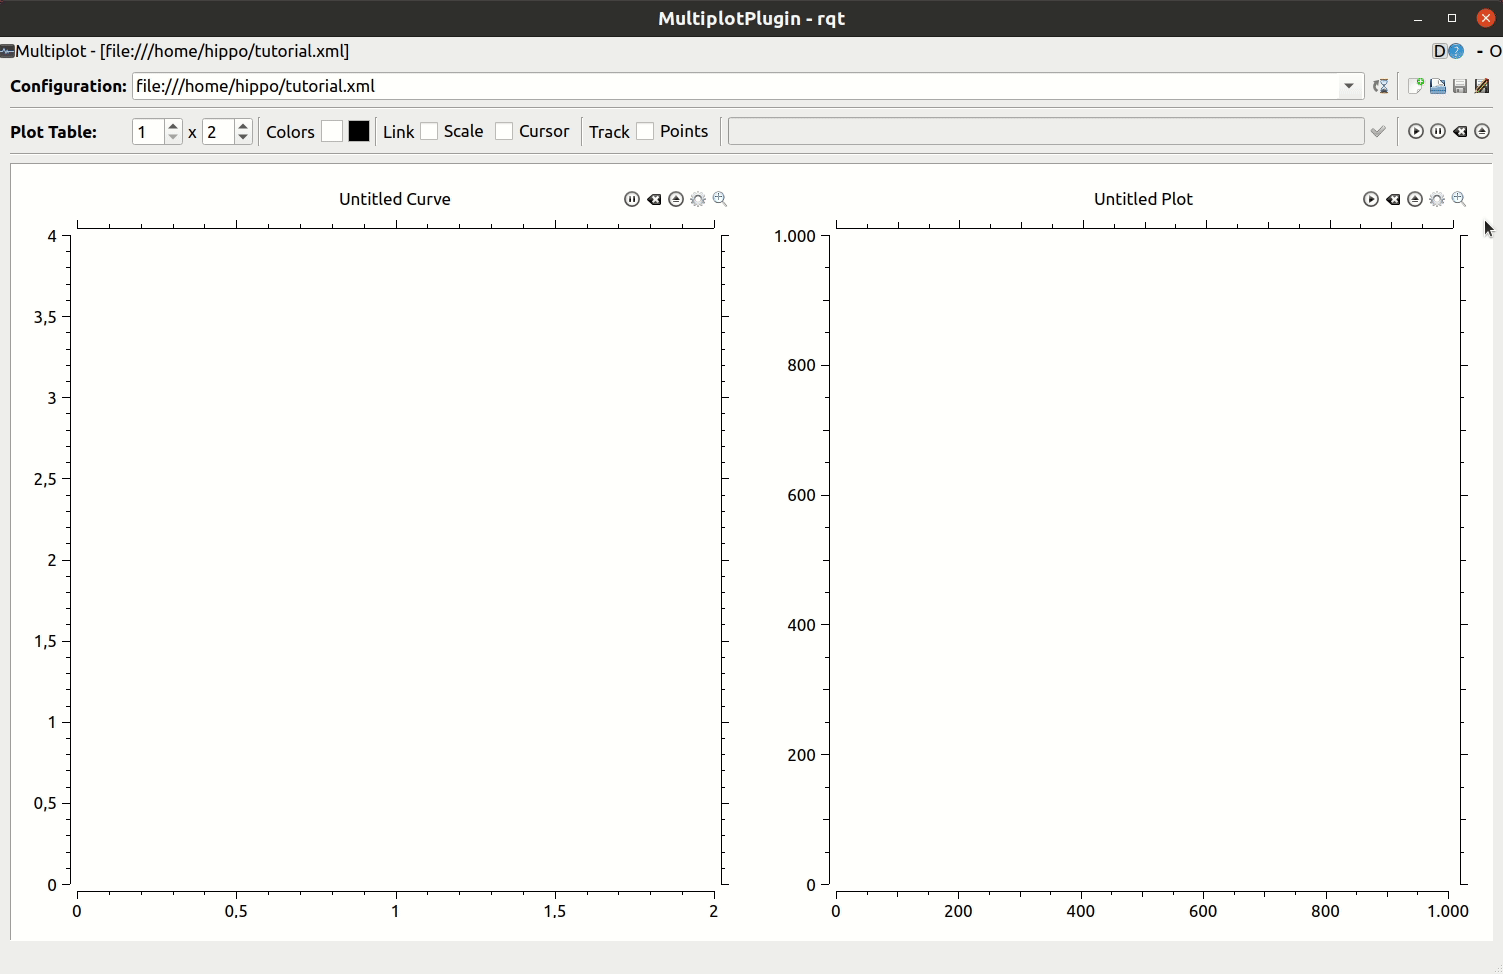 MultiplotPlugin - rqt
Multiplot - [file:///home/hippo/tutorial.xml]
D ? - O
Configuration: file:///home/hippo/tutorial.xml
Plot Table: 1 x 2 Colors Link Scale Cursor Track Points
Untitled Curve
4
3,5
3
2,5
2
1,5
1
0,5
0
0 0,5 1 1,5 2
Untitled Plot
1.000
800
600
400
200
0
0 200 400 600 800 1.000